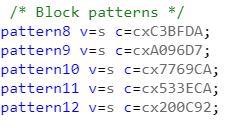 /* Block patterns */
pattern8 v=s c=cxC3BFDA;
pattern9 v=s c=cxA096D7;
pattern10 v=s c=cx7769CA;
pattern11 v=s c=cx533ECA;
pattern12 v=s c=cx200C92;